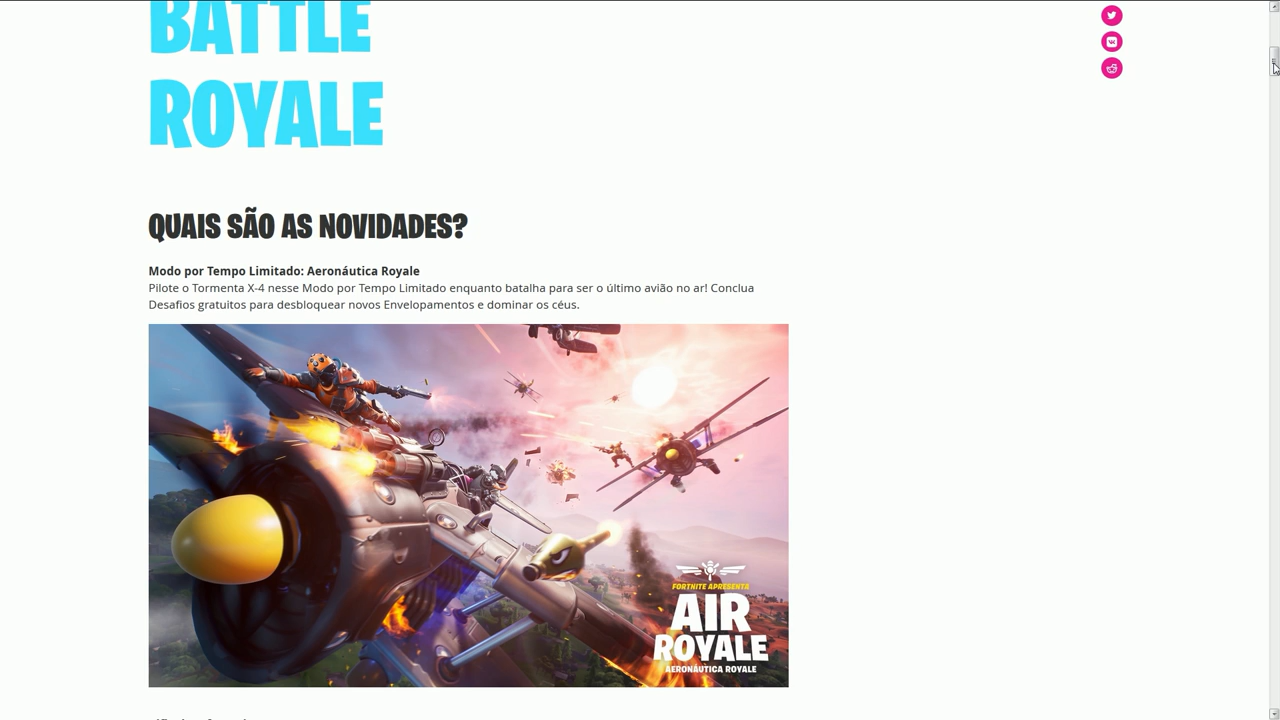 BATTLE
ROYALE
QUAIS SÃO AS NOVIDADES?
Modo por Tempo Limitado: Aeronáutica Royale
Pilote o Tormenta X-4 nesse Modo por Tempo Limitado enquanto batalha para ser o último avião no ar! Conclua
Desafios gratuitos para desbloquear novos Envelopamentos e dominar os céus.
FORTNITE APRESENTA
AIR
ROYALE
AERONÁUTICA ROYALE